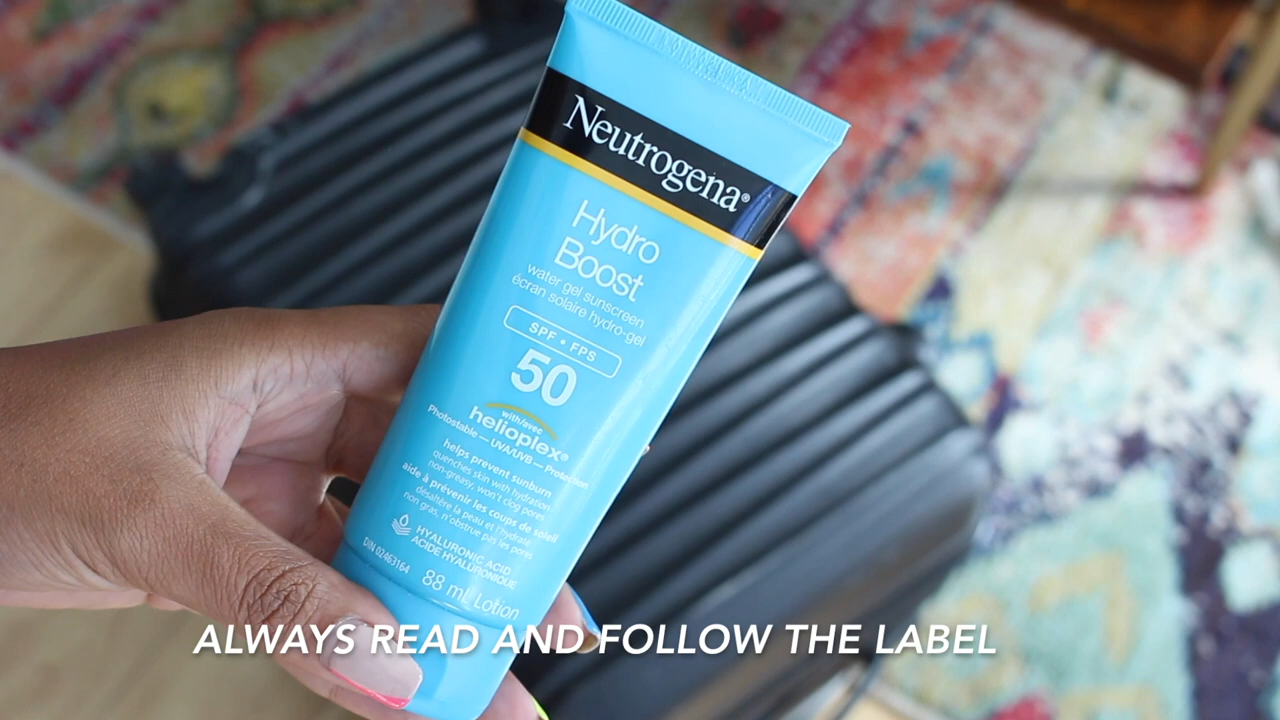 Neutrogena®
Hydro
Boost
water gel sunscreen
écran solaire hydro-gel
SPF • FPS
50
with/avec
helioplex®
Photostable — UVA/UVB — Protection
helps prevent sunburn
quenches skin with hydration
non-greasy, won't clog pores
aide à prévenir les coups de soleil
désaltère la peau et l'hydrate
non gras, n'obstrue pas les pores
HYALURONIC ACID
ACIDE HYALURONIQUE
DIN 02463164
88 mL Lotion
ALWAYS READ AND FOLLOW THE LABEL